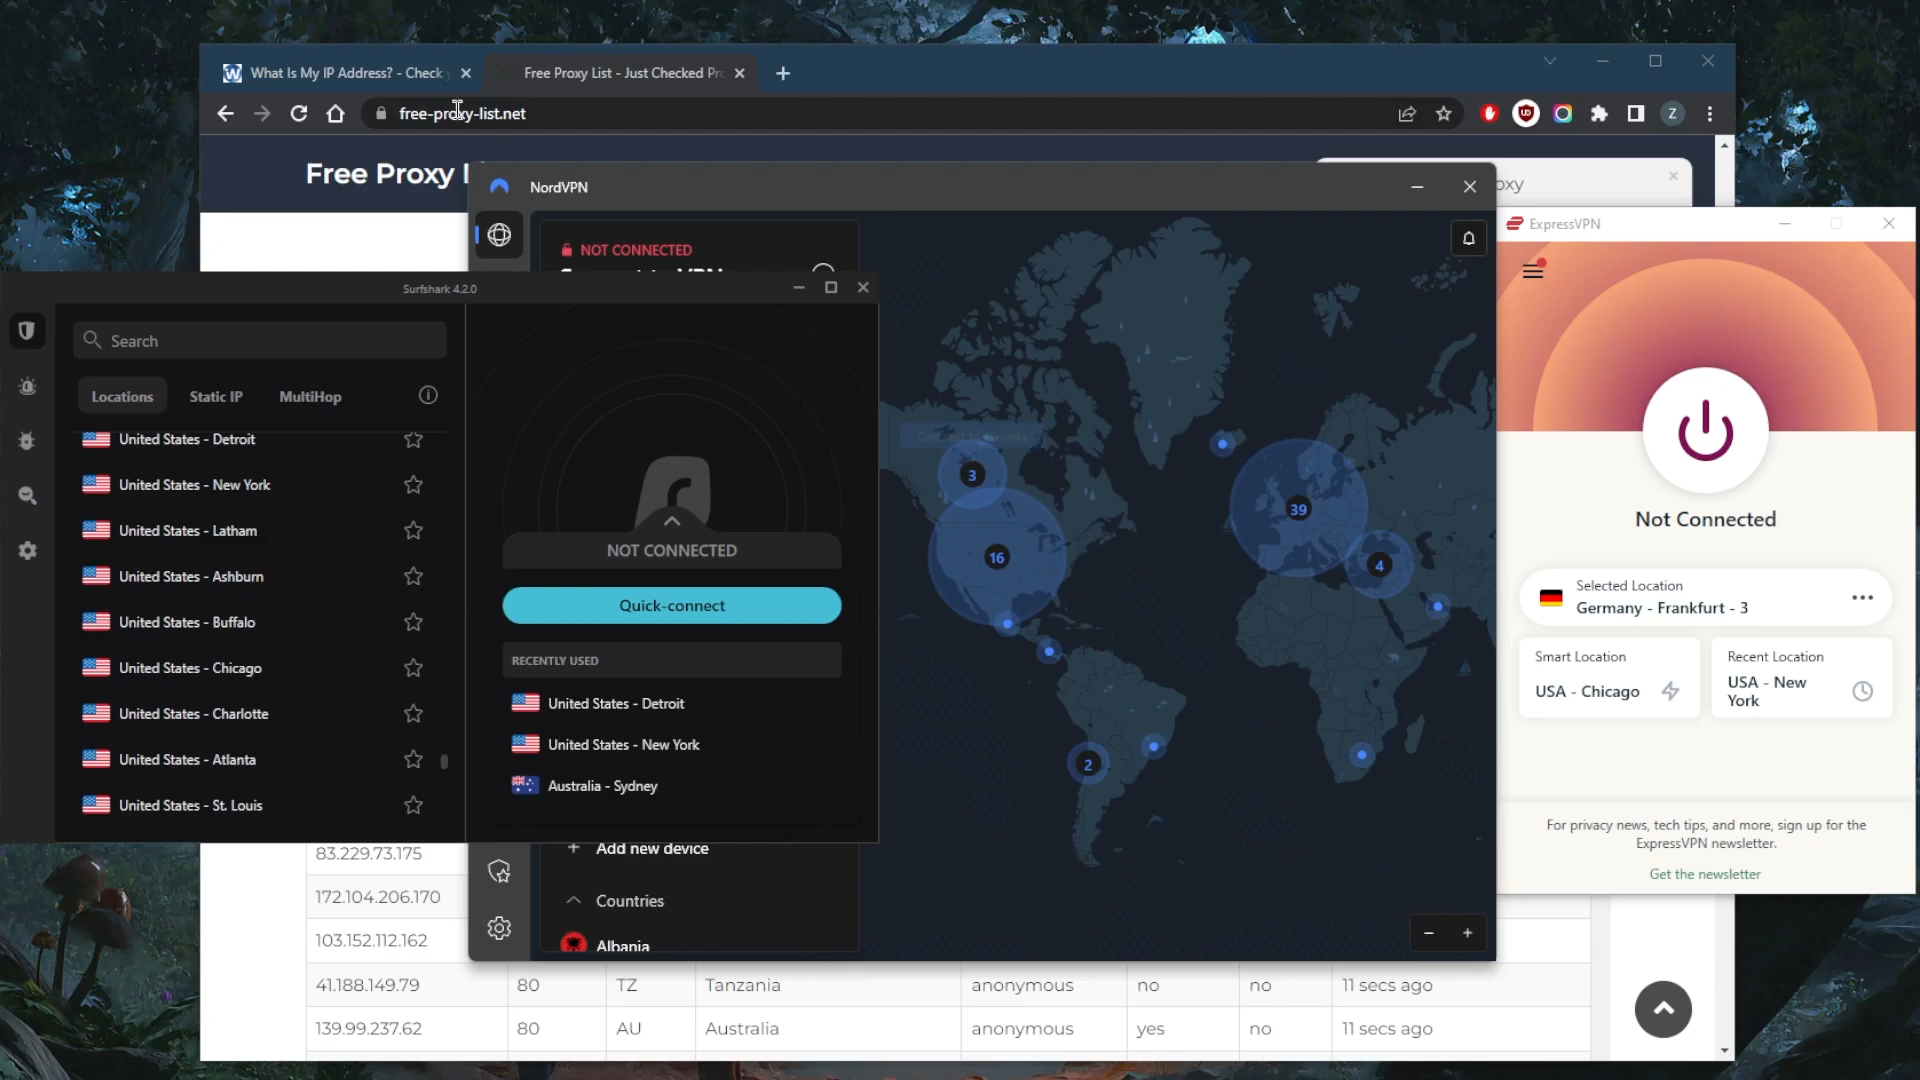 What Is My IP Address? - Check
Free Proxy List - Just Checked Pr
free-proxy-list.net
Z
Free Proxy
oxy
NordVPN
NOT CONNECTED
ExpressVPN
Surfshark 4.2.0
Search
Locations
Static IP
MultiHop
United States - Detroit
United States - New York
United States - Latham
United States - Ashburn
United States - Buffalo
United States - Chicago
United States - Charlotte
United States - Atlanta
United States - St. Louis
NOT CONNECTED
Quick-connect
RECENTLY USED
United States - Detroit
United States - New York
Australia - Sydney
3
16
39
4
2
Not Connected
Selected Location
Germany - Frankfurt - 3
Smart Location
USA - Chicago
Recent Location
USA - New
York
For privacy news, tech tips, and more, sign up for the
ExpressVPN newsletter.
Get the newsletter
Add new device
Countries
Albania
83.229.73.175
172.104.206.170
103.152.112.162
41.188.149.79 80 TZ Tanzania anonymous no no 11 secs ago
139.99.237.62 80 AU Australia anonymous yes no 11 secs ago